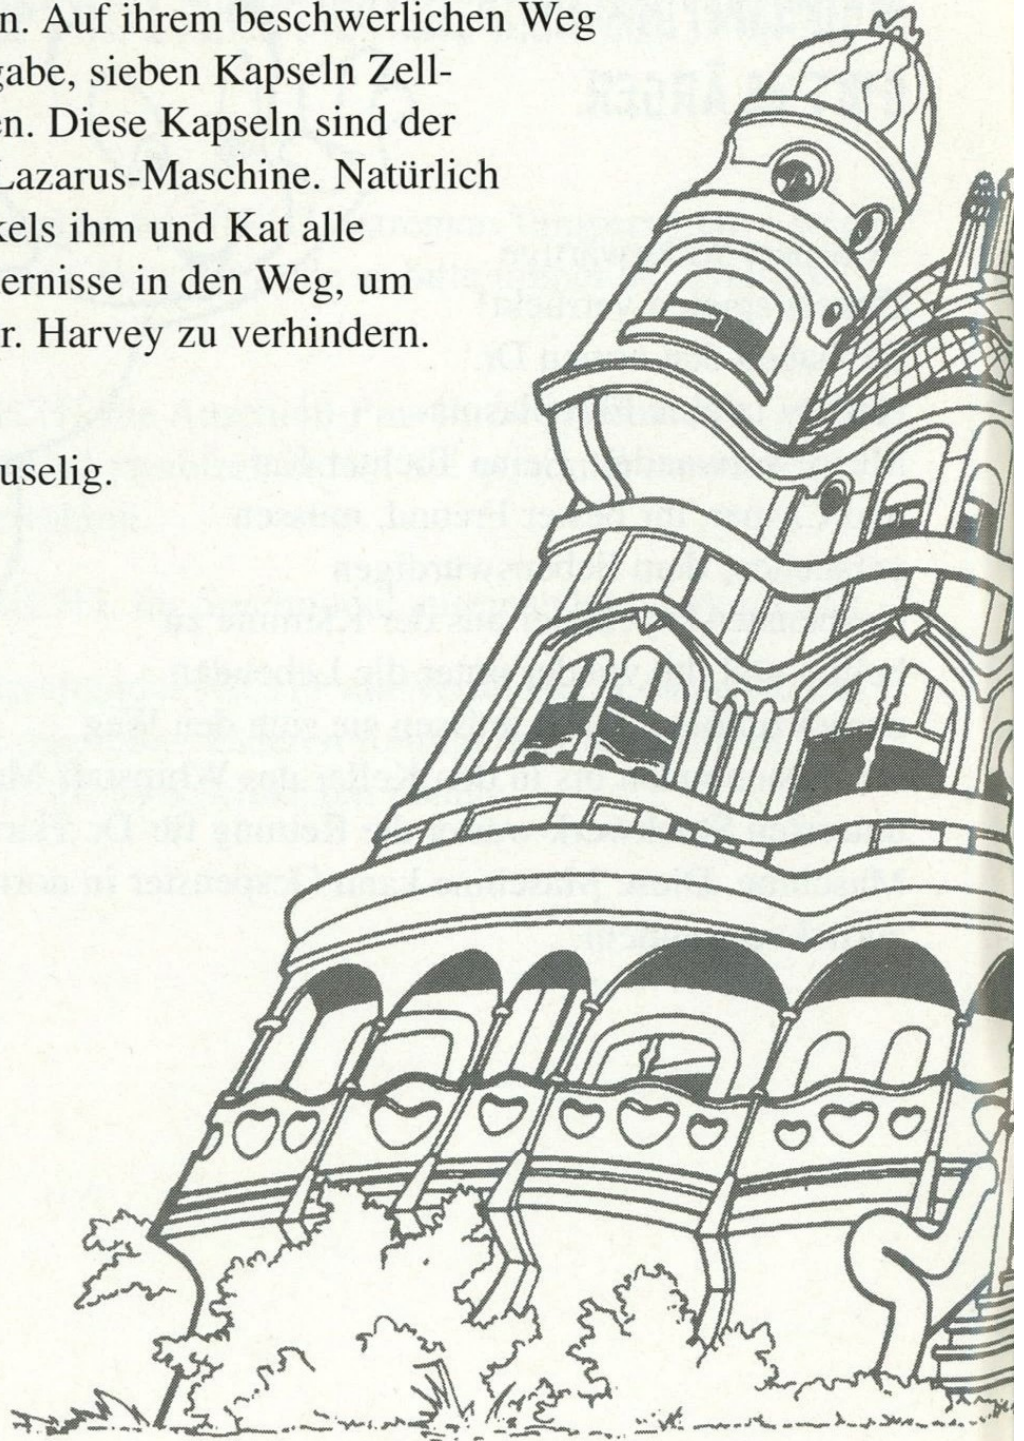 n. Auf ihrem beschwerlichen Weg
gabe, sieben Kapseln Zell-
en. Diese Kapseln sind der
Lazarus-Maschine. Natürlich
kels ihm und Kat alle
ernisse in den Weg, um
r. Harvey zu verhindern.
uselig.